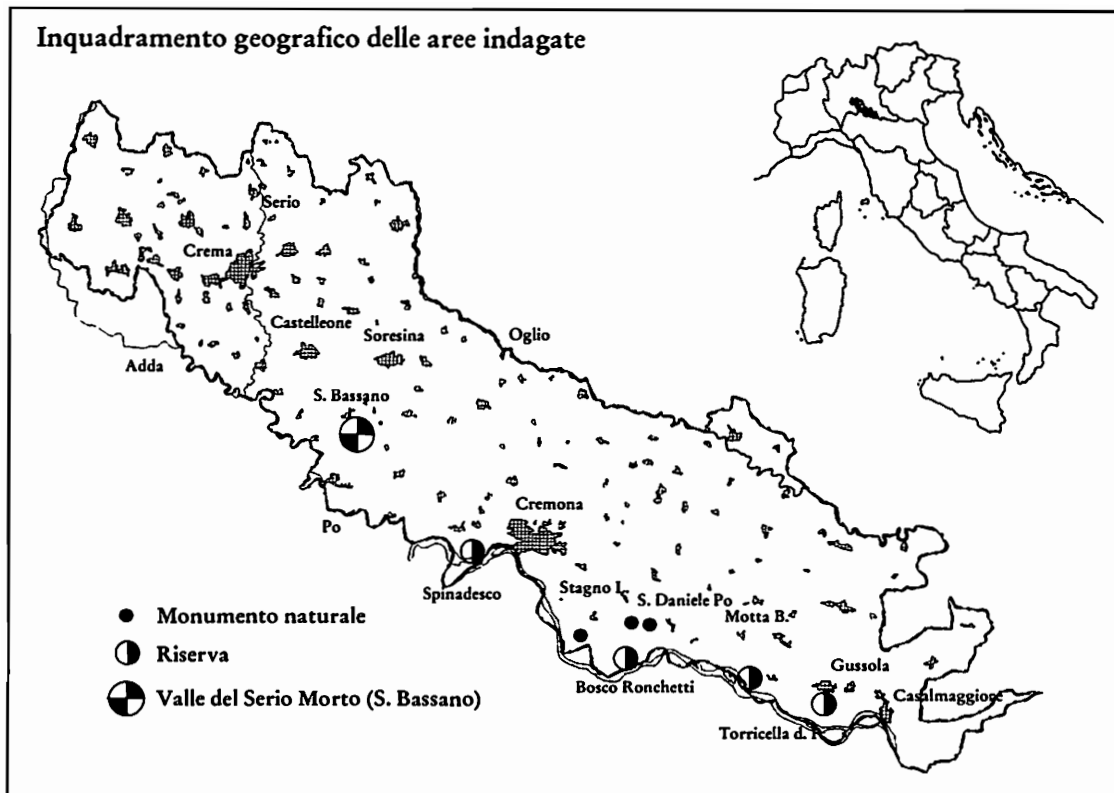 Inquadramento geografico delle aree indagate
Serio
Crema
Castelleone
Soresina
Oglio
Adda
S. Bassano
Cremona
Po
Spinadesco
Stagno L.
S. Daniele Po
Motta B.
Monumento naturale
Riserva
Gussola
Bosco Ronchetti
Casalmaggiore
Valle del Serio Morto (S. Bassano)
Torricella d.